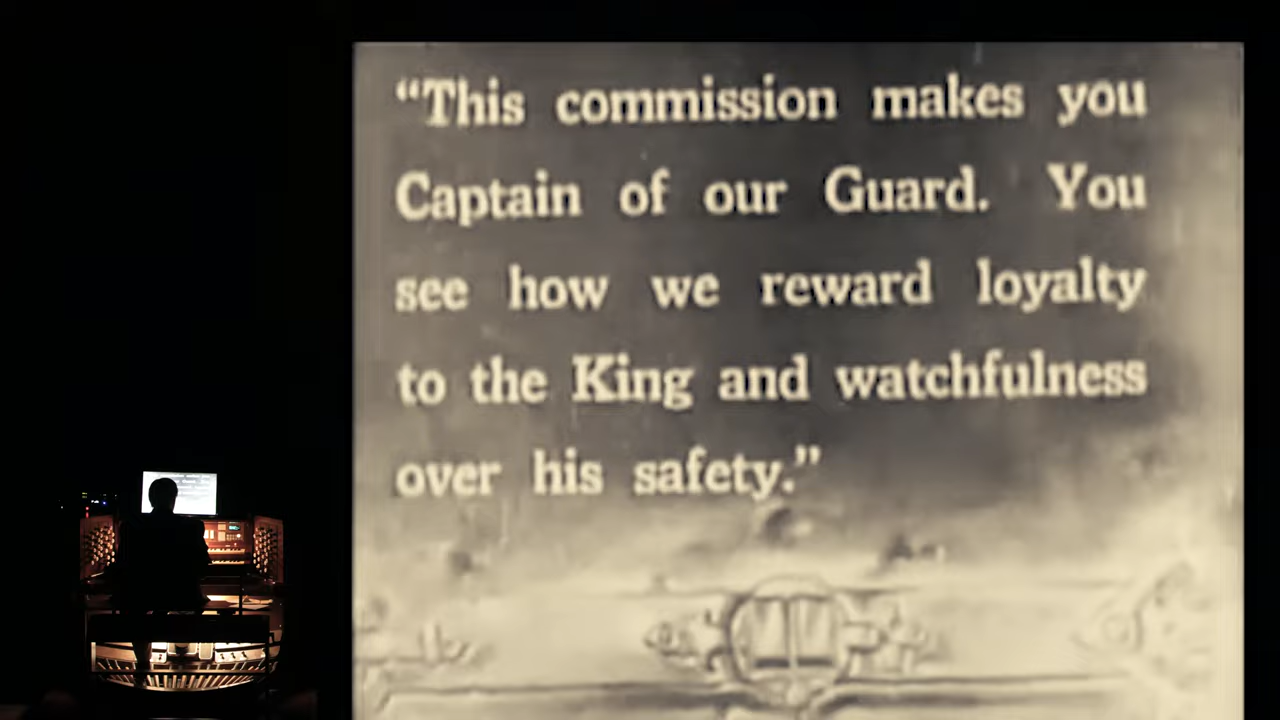 “This commission makes you
Captain of our Guard. You
see how we reward loyalty
to the King and watchfulness
over his safety.”